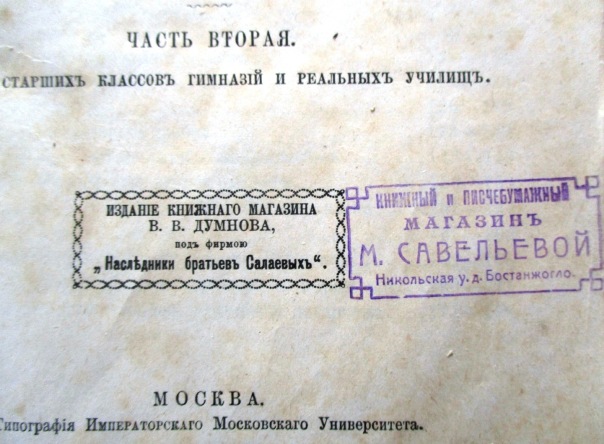 ЧАСТЬ ВТОРАЯ.
СТАРШИХЪ КЛАССОВЪ ГИМНАЗІЙ И РЕАЛЬНЫХЪ УЧИЛИЩЪ.
ИЗДАНІЕ КНИЖНАГО МАГАЗИНА
В. В. ДУМНОВА,
подъ фирмою
„Наслѣдники братьевъ Салаевыхъ“.
КНИЖНЫЙ и ПИСЧЕБУМАЖНЫЙ
МАГАЗИНЪ
М. САВЕЛЬЕВОЙ
Никольская у. д. Бостанжогло.
МОСКВА.
Типографія Императорскаго Московскаго Университета.